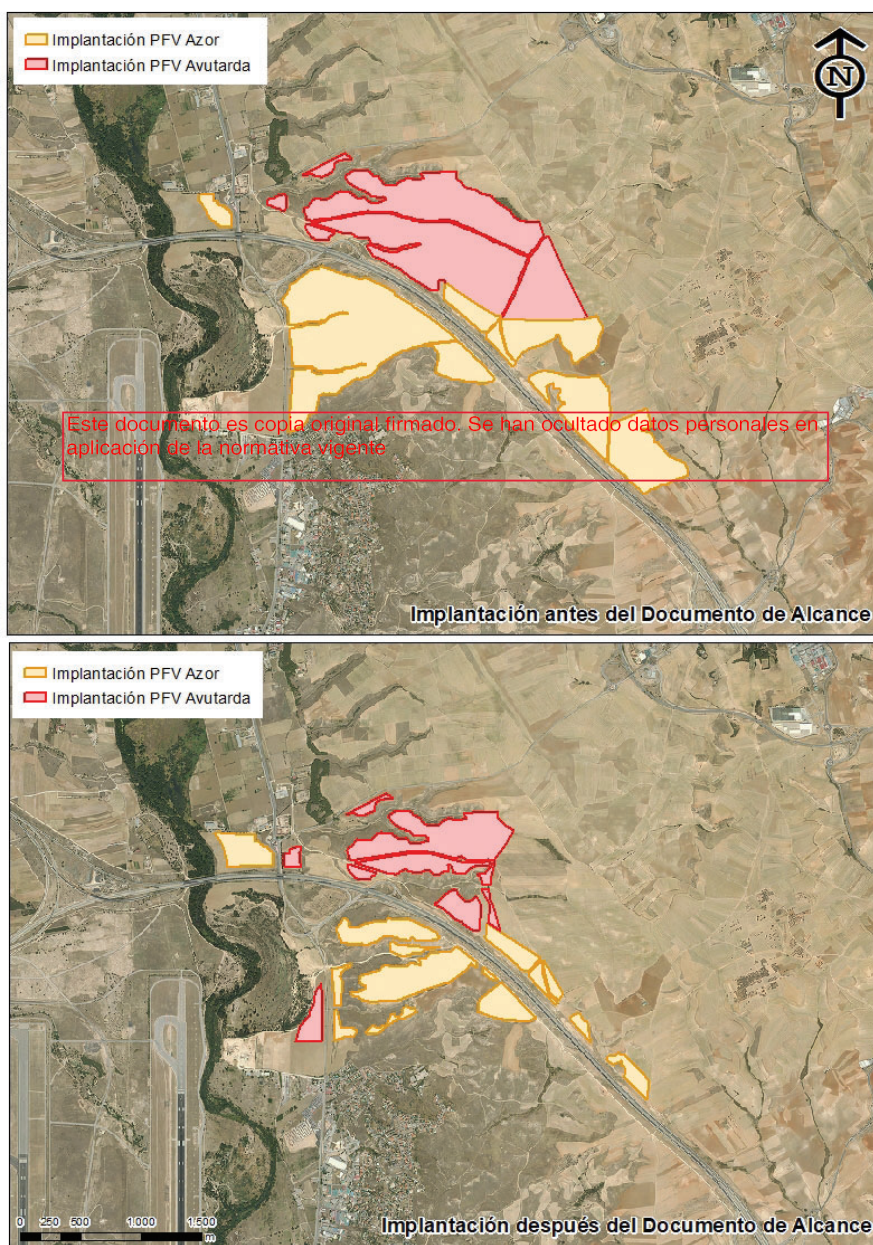 Implantación PFV Azor
Implantación PFV Avutarda
N
Este documento es copia original firmado. Se han ocultado datos personales en
aplicación de la normativa vigente
Implantación antes del Documento de Alcance
Implantación PFV Azor
Implantación PFV Avutarda
0 250 500 1.000 1.500
m
Implantación después del Documento de Alcance